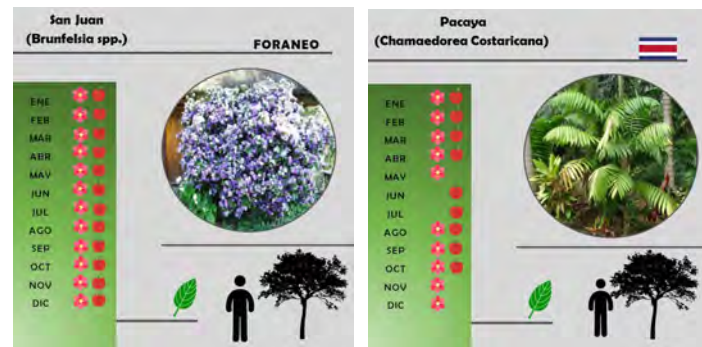 San Juan
(Brunfelsia spp.)
FORANEO
ENE
FEB
MAR
ABR
MAY
JUN
JUL
AGO
SEP
OCT
NOV
DIC
Pacaya
(Chamaedorea Costaricana)
ENE
FEB
MAR
ABR
MAY
JUN
JUL
AGO
SEP
OCT
NOV
DIC